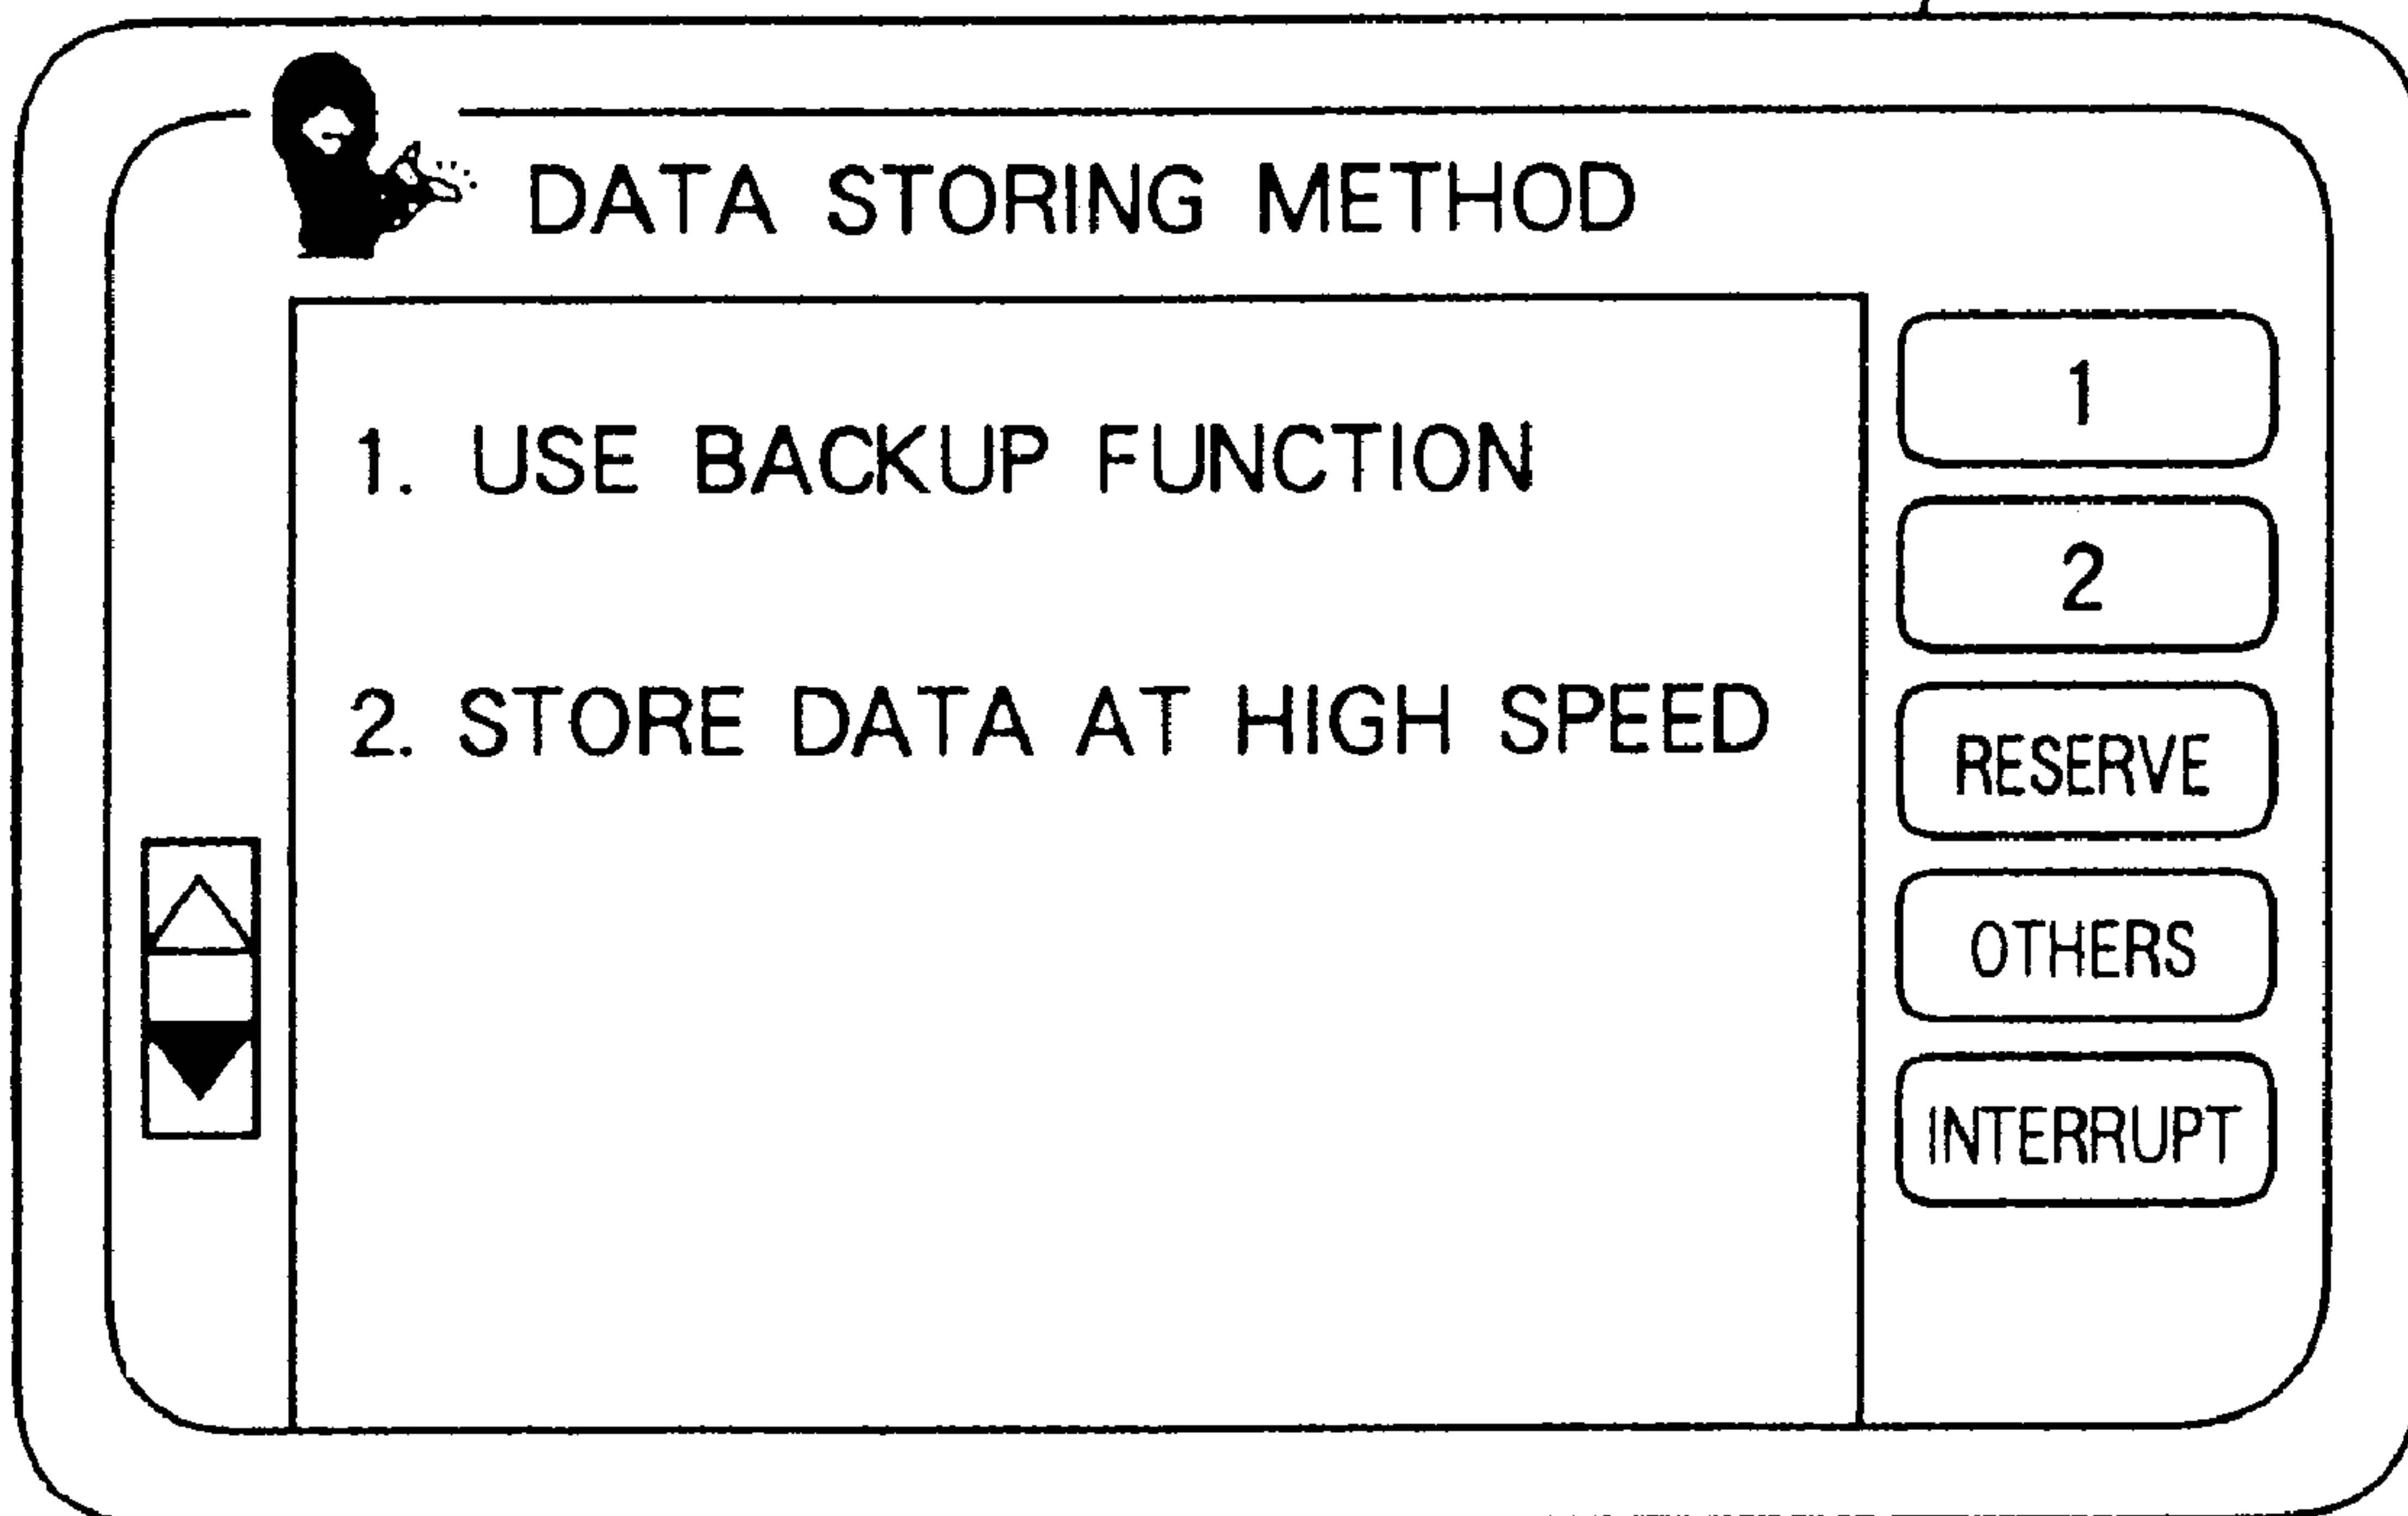 DATA STORING METHOD
1. USE BACKUP FUNCTION
2. STORE DATA AT HIGH SPEED
1
2
RESERVE
OTHERS
INTERRUPT